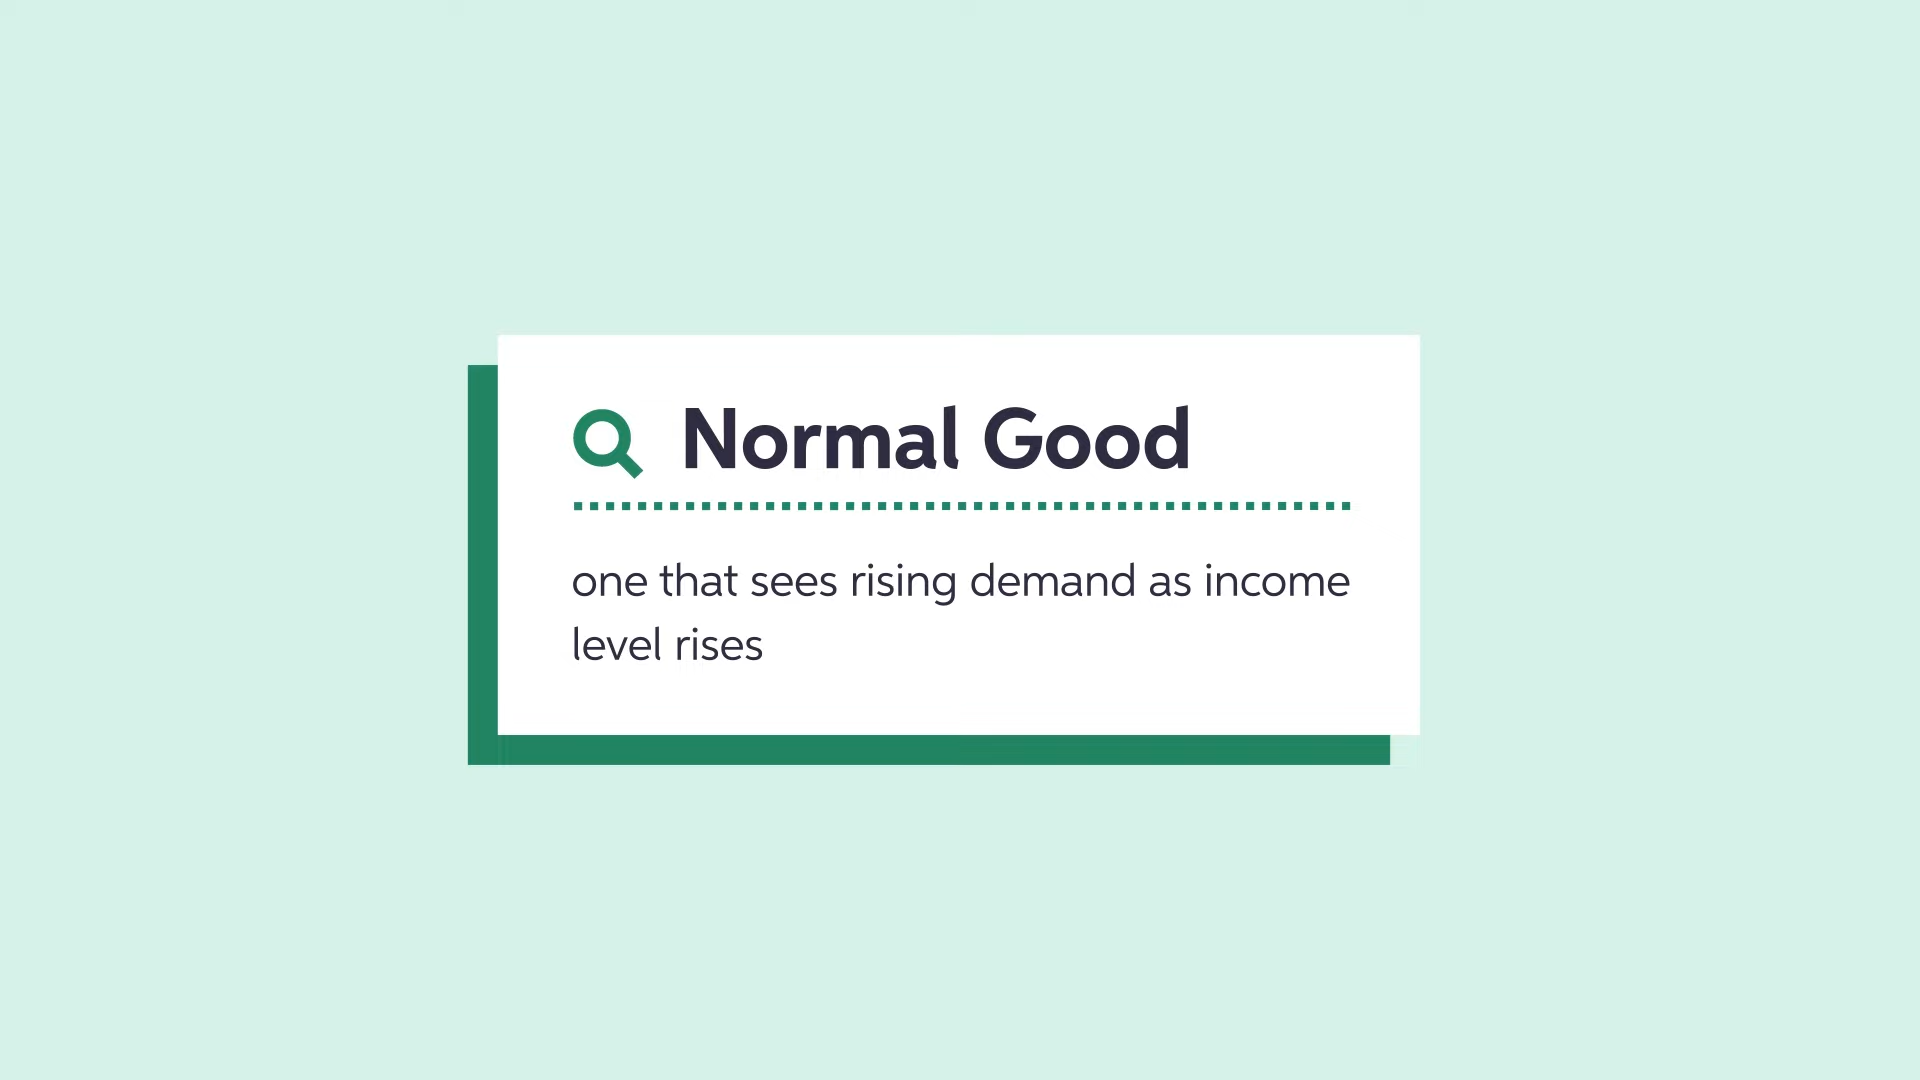 Normal Good
one that sees rising demand as income
level rises